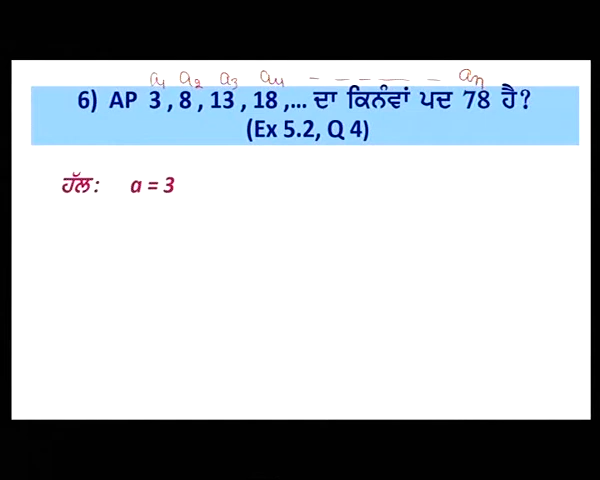 a₁ a₂ a₃ a₄ - - - - - aₙ
6) AP 3 , 8 , 13 , 18 ,... ਦਾ ਕਿਨੰਵਾਂ ਪਦ 78 ਹੈ?
(Ex 5.2, Q 4)
ਹੱਲ: a = 3